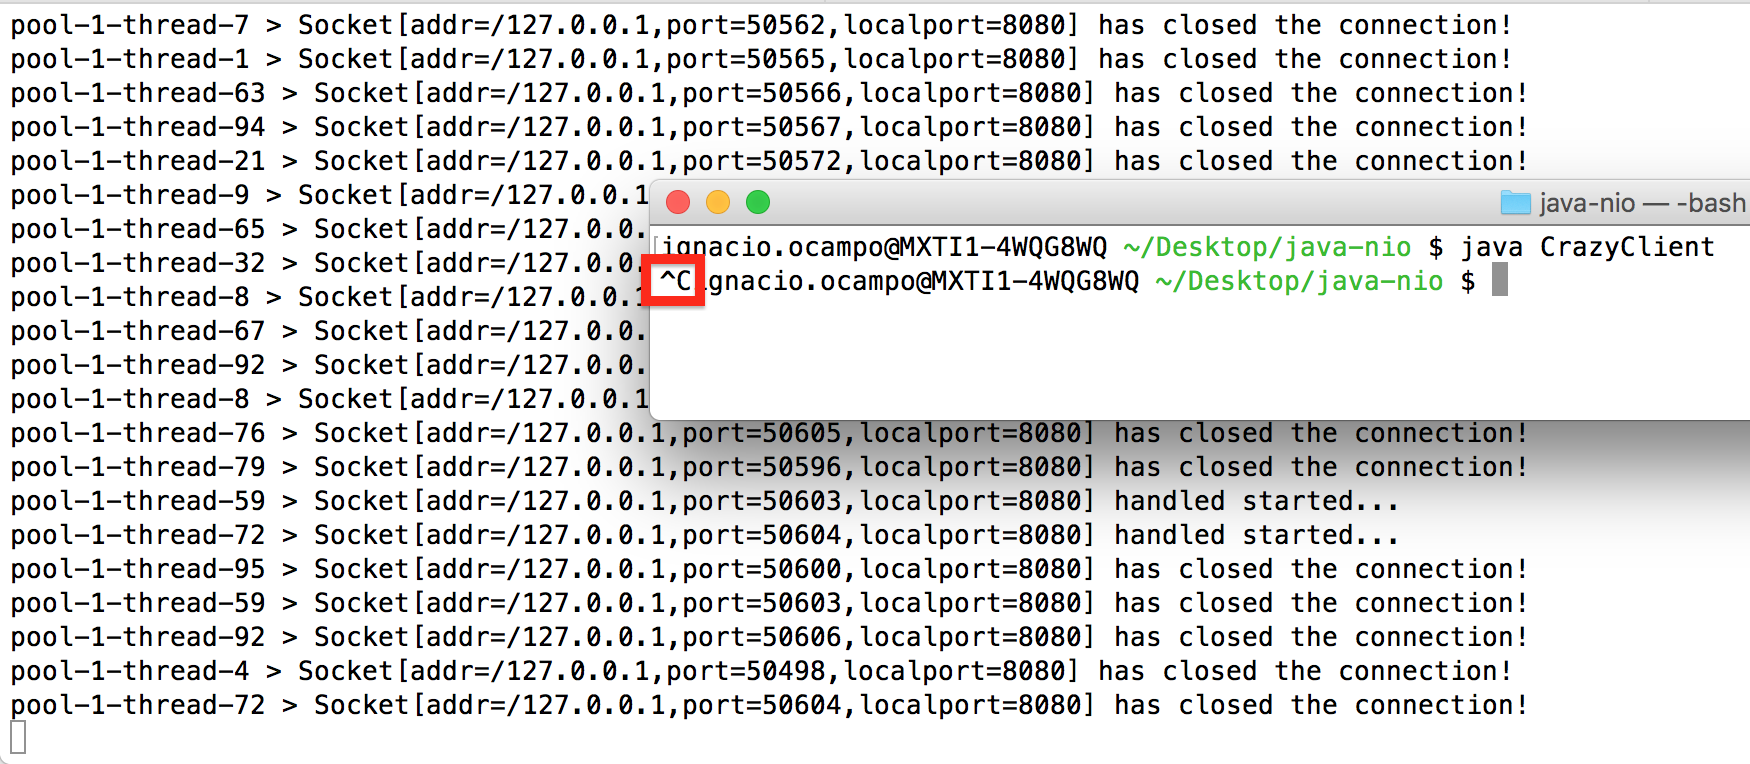 pool-1-thread-7 > Socket[addr=/127.0.0.1,port=50562,localport=8080] has closed the connection!
pool-1-thread-1 > Socket[addr=/127.0.0.1,port=50565,localport=8080] has closed the connection!
pool-1-thread-63 > Socket[addr=/127.0.0.1,port=50566,localport=8080] has closed the connection!
pool-1-thread-94 > Socket[addr=/127.0.0.1,port=50567,localport=8080] has closed the connection!
pool-1-thread-21 > Socket[addr=/127.0.0.1,port=50572,localport=8080] has closed the connection!
pool-1-thread-9 > Socket[addr=/127.0.0.1
pool-1-thread-65 > Socket[addr=/127.0.0.
pool-1-thread-32 > Socket[addr=/127.0.0.
pool-1-thread-8 > Socket[addr=/127.0.0.1
pool-1-thread-67 > Socket[addr=/127.0.0.
pool-1-thread-92 > Socket[addr=/127.0.0.
pool-1-thread-8 > Socket[addr=/127.0.0.1
pool-1-thread-76 > Socket[addr=/127.0.0.1,port=50605,localport=8080] has closed the connection!
pool-1-thread-79 > Socket[addr=/127.0.0.1,port=50596,localport=8080] has closed the connection!
pool-1-thread-59 > Socket[addr=/127.0.0.1,port=50603,localport=8080] handled started...
pool-1-thread-72 > Socket[addr=/127.0.0.1,port=50604,localport=8080] handled started...
pool-1-thread-95 > Socket[addr=/127.0.0.1,port=50600,localport=8080] has closed the connection!
pool-1-thread-59 > Socket[addr=/127.0.0.1,port=50603,localport=8080] has closed the connection!
pool-1-thread-92 > Socket[addr=/127.0.0.1,port=50606,localport=8080] has closed the connection!
pool-1-thread-4 > Socket[addr=/127.0.0.1,port=50498,localport=8080] has closed the connection!
pool-1-thread-72 > Socket[addr=/127.0.0.1,port=50604,localport=8080] has closed the connection!
java-nio — -bash
[ignacio.ocampo@MXTI1-4WQG8WQ ~/Desktop/java-nio $ java CrazyClient
^Cignacio.ocampo@MXTI1-4WQG8WQ ~/Desktop/java-nio $